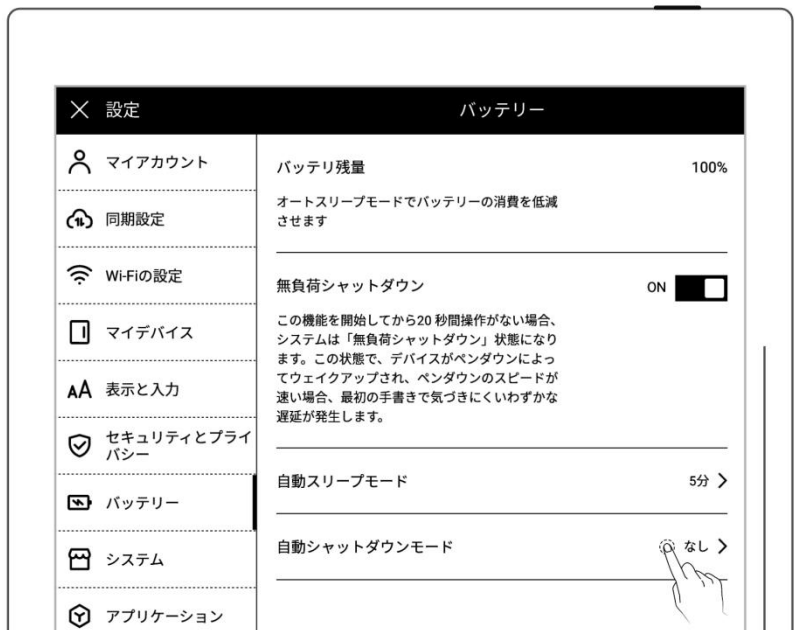 設定
バッテリー
マイアカウント
同期設定
Wi-Fiの設定
マイデバイス
AA 表示と入力
セキュリティとプライ
バシー
バッテリー
システム
アプリケーション
バッテリ残量 100%
オートスリープモードでバッテリーの消費を低減
させます
無負荷シャットダウン ON
この機能を開始してから20 秒間操作がない場合、
システムは「無負荷シャットダウン」状態になり
ます。この状態で、デバイスがペンダウンによっ
てウェイクアップされ、ペンダウンのスピードが
速い場合、最初の手書きで気づきにくいわずかな
遅延が発生します。
自動スリープモード 5分
自動シャットダウンモード なし